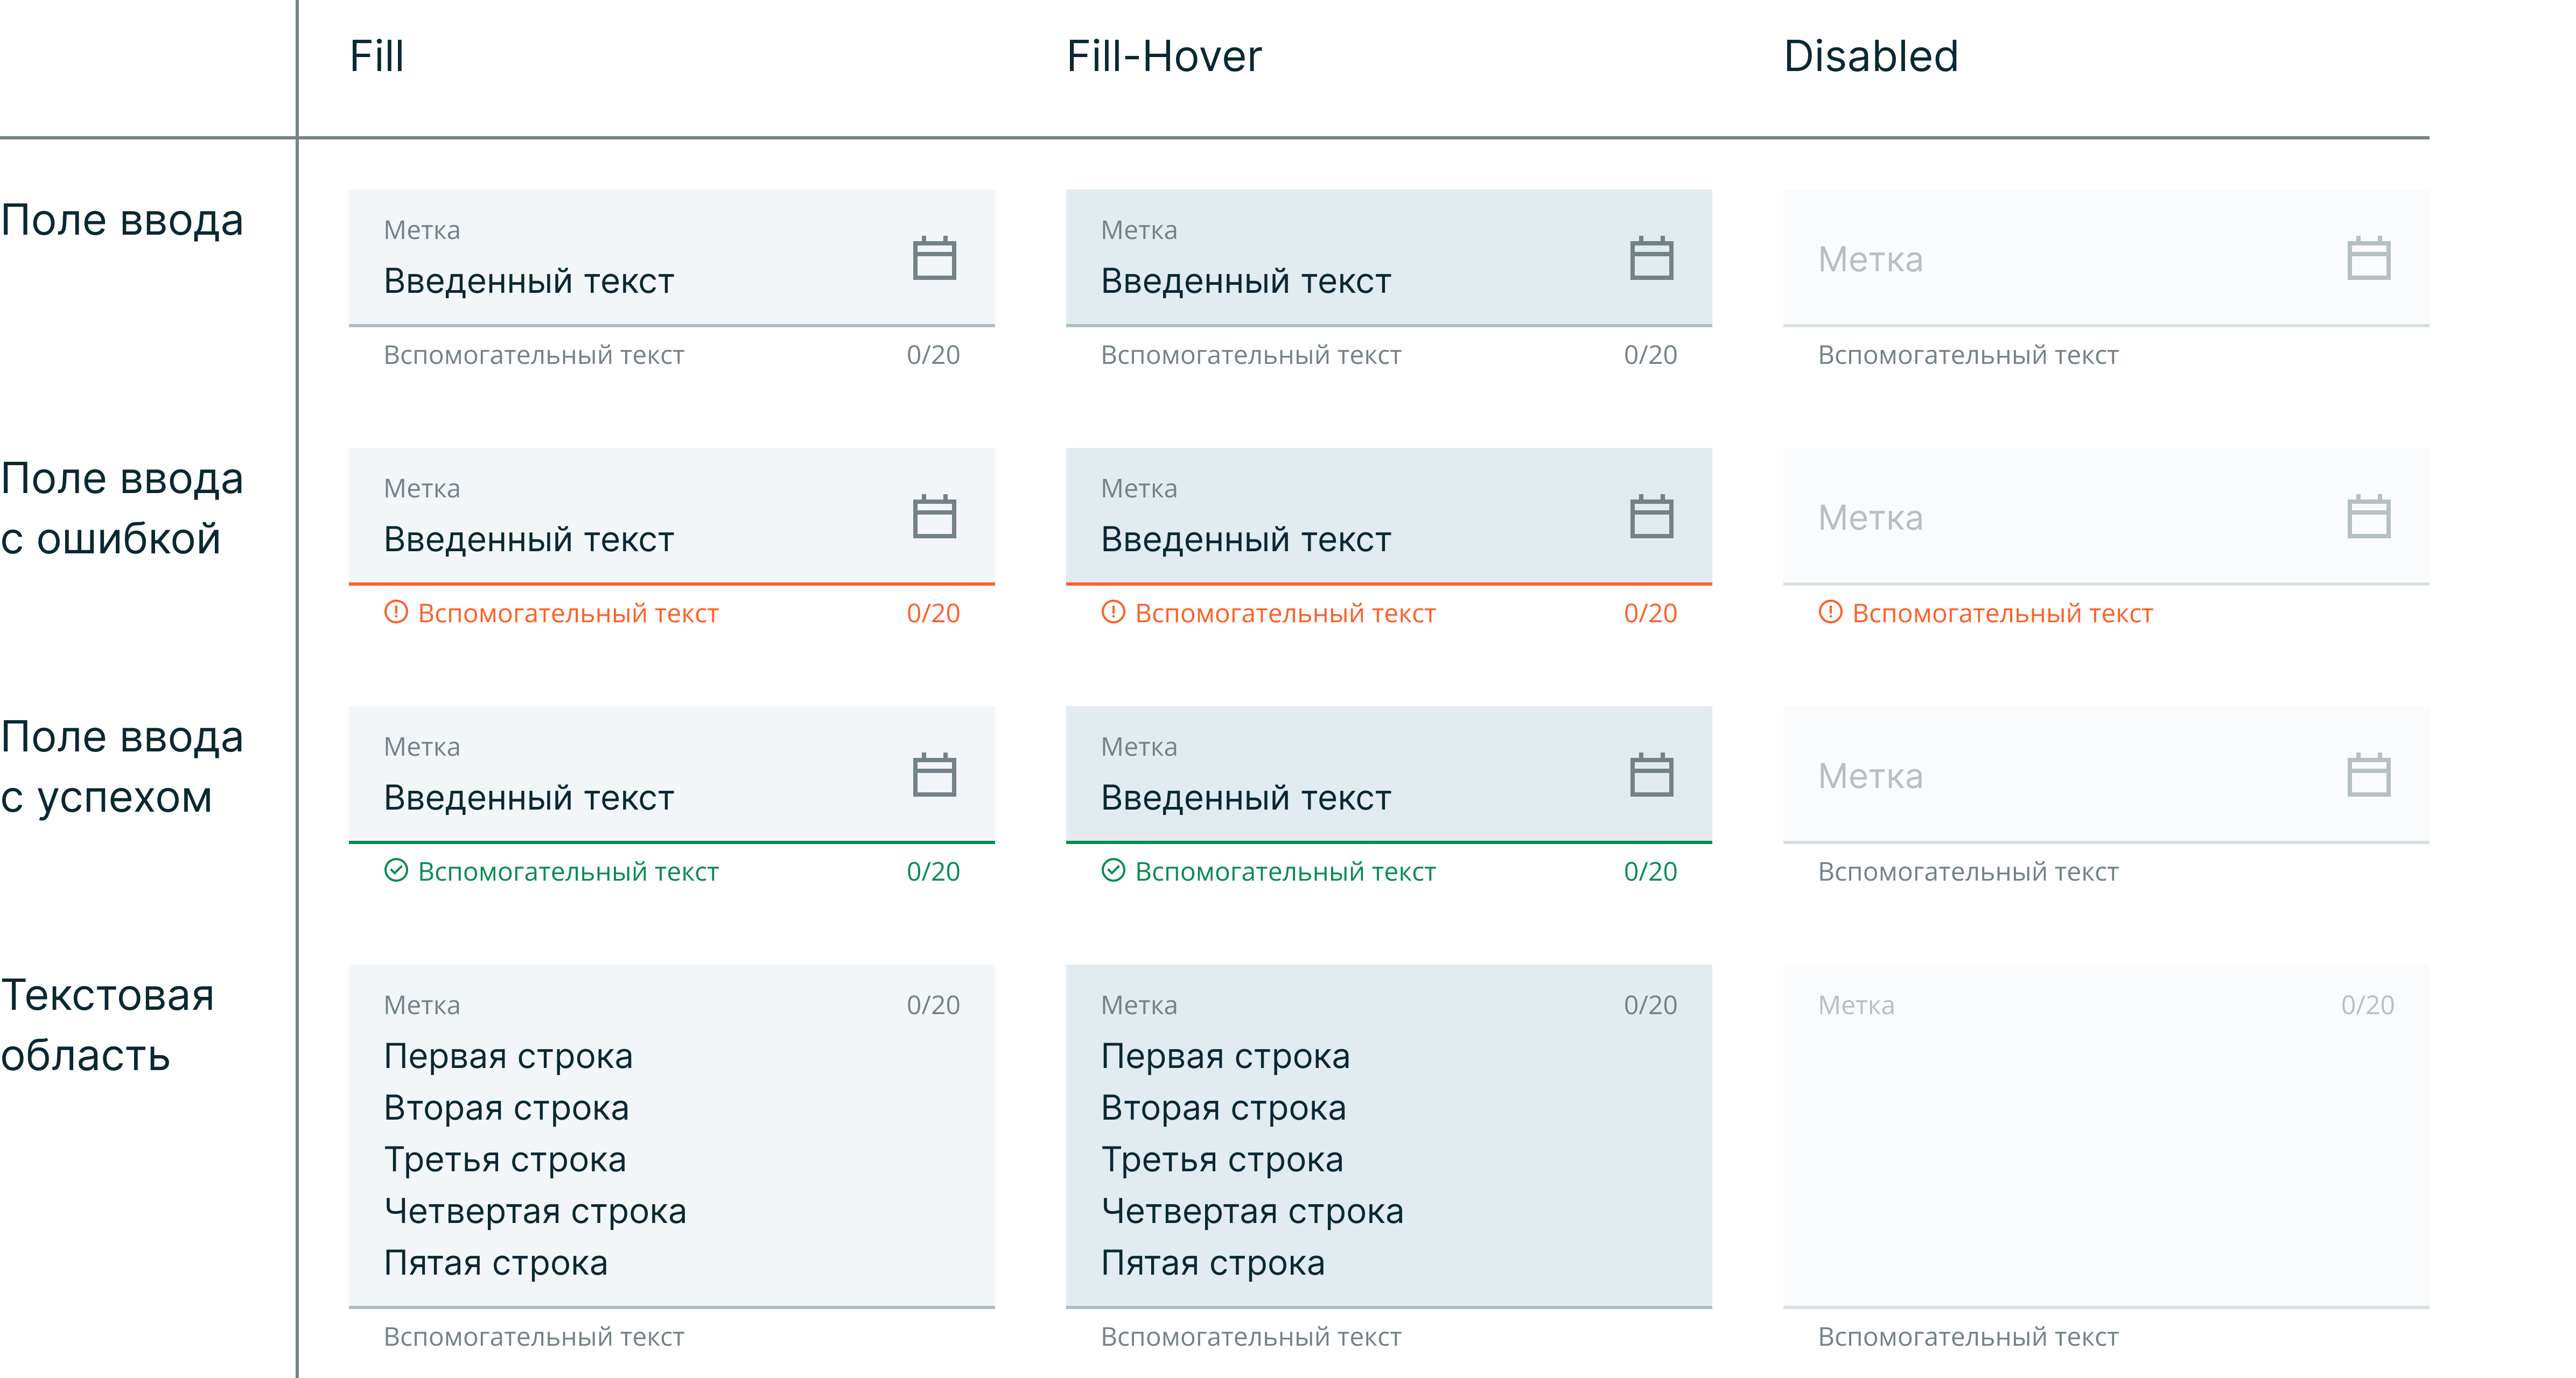 Fill
Fill-Hover
Disabled
Поле ввода
Метка
Введенный текст
Вспомогательный текст
0/20
Метка
Введенный текст
Вспомогательный текст
0/20
Метка
Вспомогательный текст
Поле ввода
с ошибкой
Метка
Введенный текст
Вспомогательный текст
0/20
Метка
Введенный текст
Вспомогательный текст
0/20
Метка
Вспомогательный текст
Поле ввода
с успехом
Метка
Введенный текст
Вспомогательный текст
0/20
Метка
Введенный текст
Вспомогательный текст
0/20
Метка
Вспомогательный текст
Текстовая
область
Метка
0/20
Первая строка
Вторая строка
Третья строка
Четвертая строка
Пятая строка
Вспомогательный текст
Метка
0/20
Первая строка
Вторая строка
Третья строка
Четвертая строка
Пятая строка
Вспомогательный текст
Метка
0/20
Вспомогательный текст